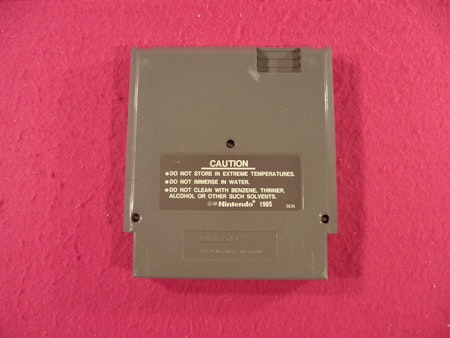 CAUTION
●DO NOT STORE IN EXTREME TEMPERATURES.
●DO NOT IMMERSE IN WATER.
●DO NOT CLEAN WITH BENZENE, THINNER,
ALCOHOL OR OTHER SUCH SOLVENTS.
Nintendo® 1985
Nintendo®